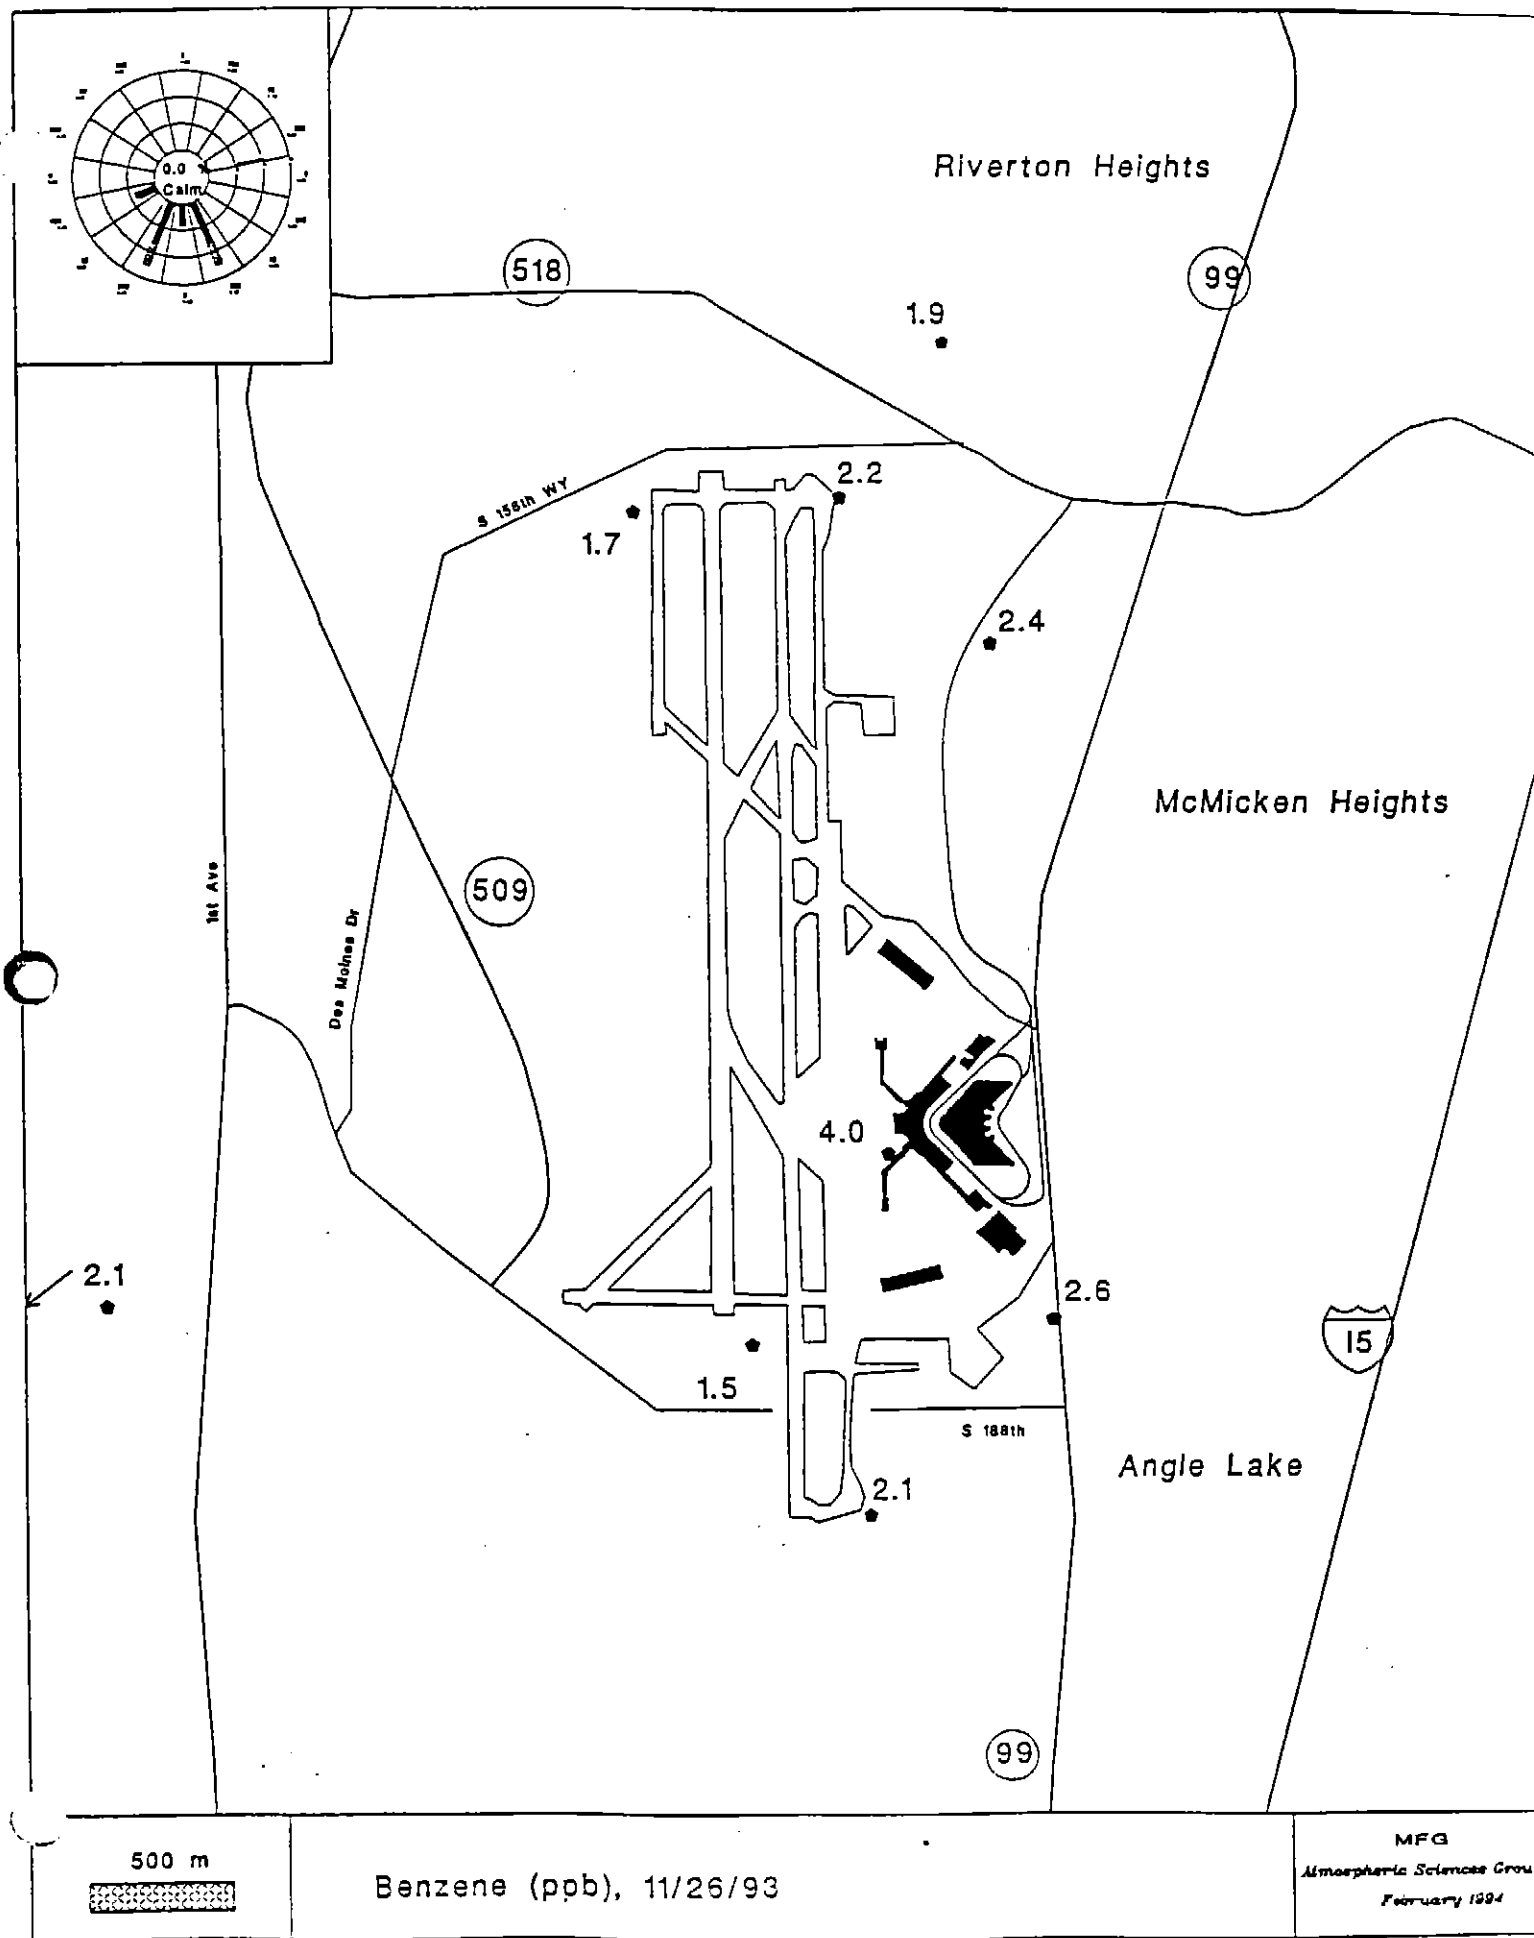 0.0 %
Calm
Riverton Heights
518
99
1.9
S 156th WY
2.2
1.7
2.4
McMicken Heights
509
1st Ave
Des Moines Dr
4.0
2.1
2.6
15
1.5
S 188th
Angle Lake
2.1
99
500 m
Benzene (ppb), 11/26/93
MFG
Atmospheric Sciences Grou
February 1994